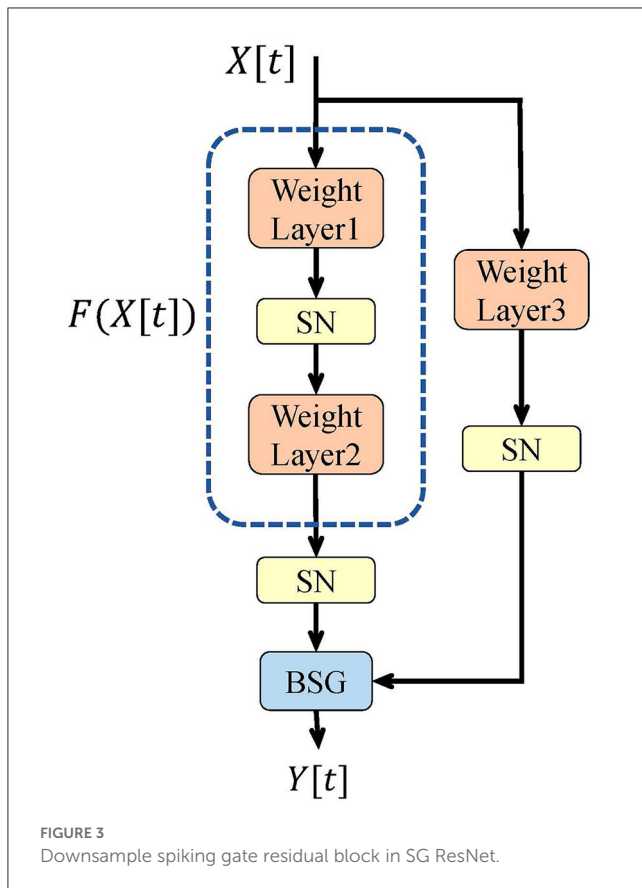 X[t]
Weight
Layer1
F(X[t])
SN
Weight
Layer3
Weight
Layer2
SN
SN
BSG
Y[t]
FIGURE 3
Downsample spiking gate residual block in SG ResNet.